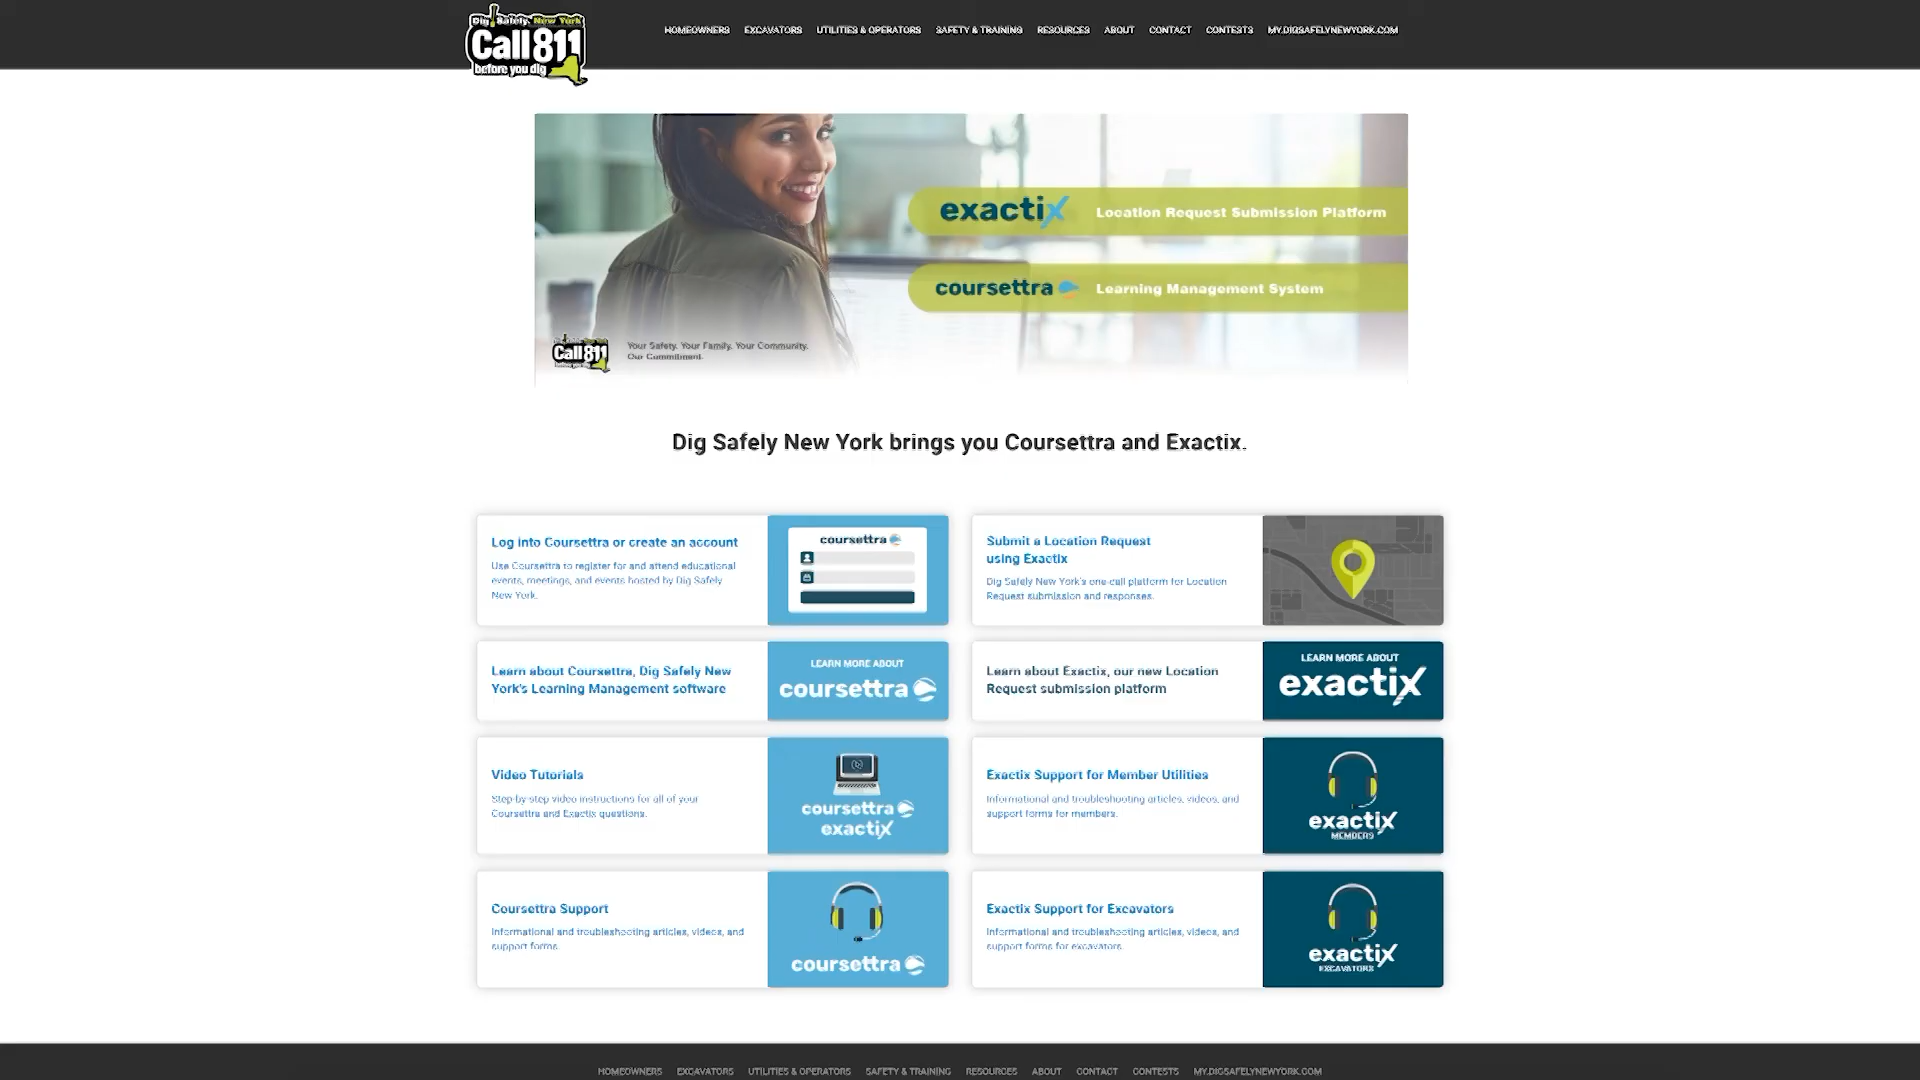 Dig Safely. New York
Call 811
before you dig
HOMEOWNERS EXCAVATORS UTILITIES & OPERATORS SAFETY & TRAINING RESOURCES ABOUT CONTACT CONTESTS MY.DIGSAFELYNEWYORK.COM
exactix Location Request Submission Platform
coursettra Learning Management System
Call 811
Your Safety. Your Family. Your Community.
Our Commitment.
Dig Safely New York brings you Coursettra and Exactix.
Log into Coursettra or create an account
Use Coursettra to register for and attend educational
events, meetings, and events hosted by Dig Safely
New York.
coursettra
Submit a Location Request
using Exactix
Dig Safely New York's one-call platform for Location
Request submission and responses.
Learn about Coursettra, Dig Safely New
York's Learning Management software
LEARN MORE ABOUT
coursettra
Learn about Exactix, our new Location
Request submission platform
LEARN MORE ABOUT
exactix
Video Tutorials
Step-by-step video instructions for all of your
Coursettra and Exactix questions.
coursettra
exactix
Exactix Support for Member Utilities
Informational and troubleshooting articles, videos, and
support forms for members.
exactix
MEMBERS
Coursettra Support
Informational and troubleshooting articles, videos, and
support forms.
coursettra
Exactix Support for Excavators
Informational and troubleshooting articles, videos, and
support forms for excavators.
exactix
EXCAVATORS
HOMEOWNERS EXCAVATORS UTILITIES & OPERATORS SAFETY & TRAINING RESOURCES ABOUT CONTACT CONTESTS MY.DIGSAFELYNEWYORK.COM